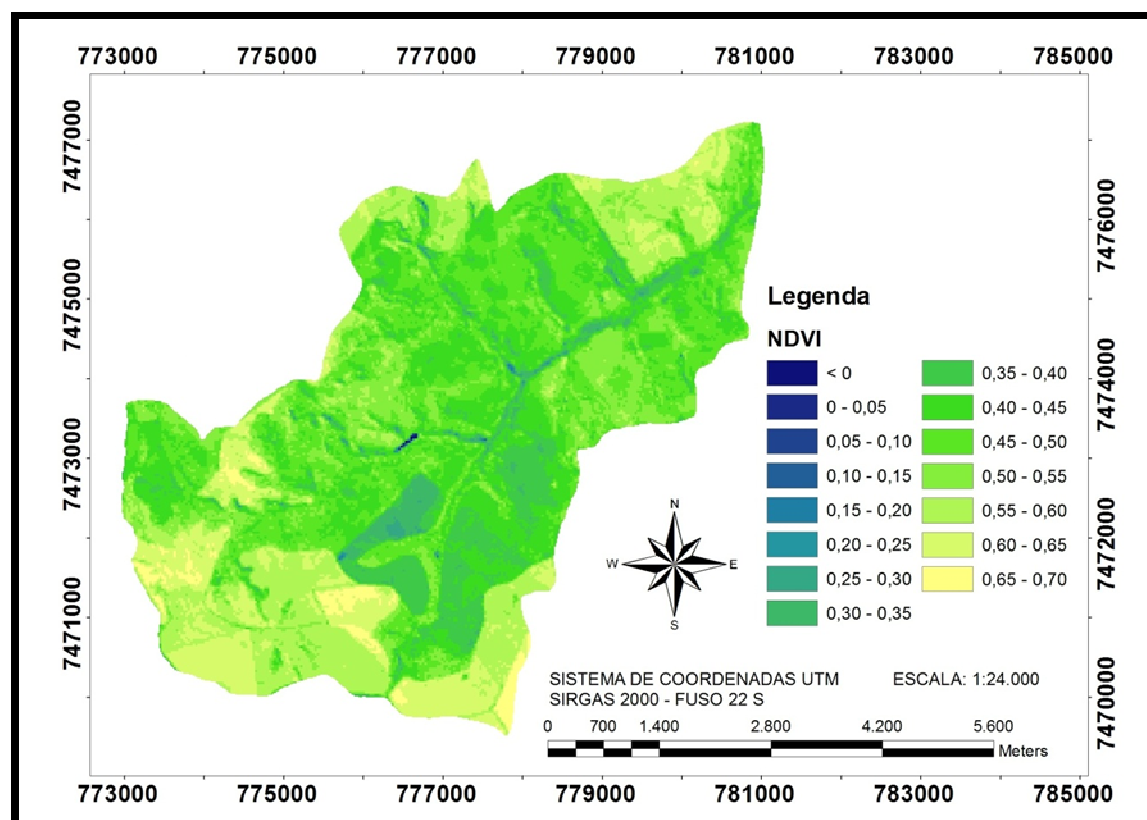 773000 775000 777000 779000 781000 783000 785000
7477000
7476000
7475000
7474000
7473000
7472000
7471000
7470000
Legenda
NDVI
< 0
0 - 0,05
0,05 - 0,10
0,10 - 0,15
0,15 - 0,20
0,20 - 0,25
0,25 - 0,30
0,30 - 0,35
0,35 - 0,40
0,40 - 0,45
0,45 - 0,50
0,50 - 0,55
0,55 - 0,60
0,60 - 0,65
0,65 - 0,70
N
W E
S
SISTEMA DE COORDENADAS UTM ESCALA: 1:24.000
SIRGAS 2000 - FUSO 22 S
0 700 1.400 2.800 4.200 5.600
Meters
773000 775000 777000 779000 781000 783000 785000